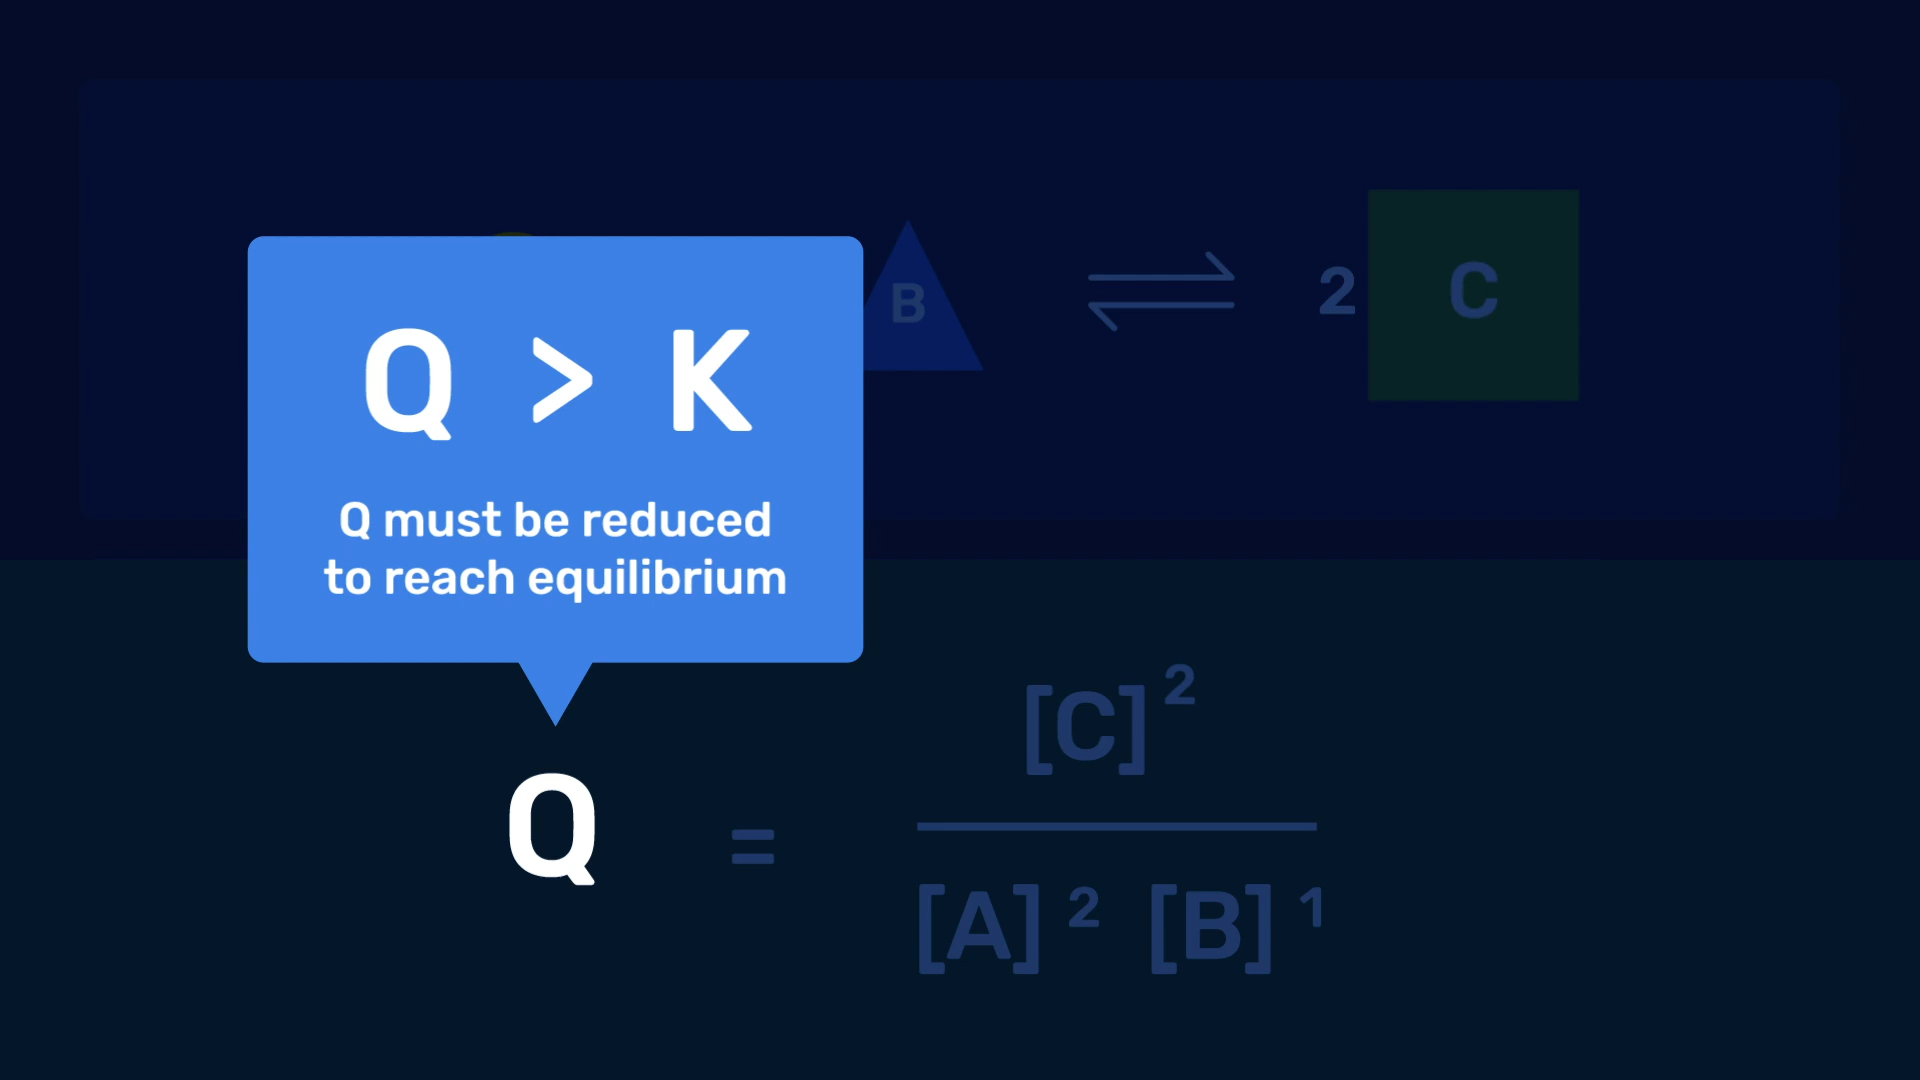 B
2 C
Q > K
Q must be reduced
to reach equilibrium
[C]²
Q =
[A]² [B]¹